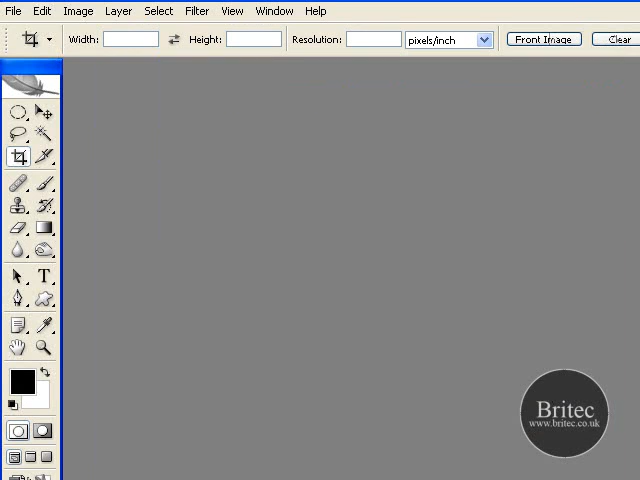 File Edit Image Layer Select Filter View Window Help
Width: Height: Resolution: pixels/inch Front Image Clear
T
Britec
www.britec.co.uk